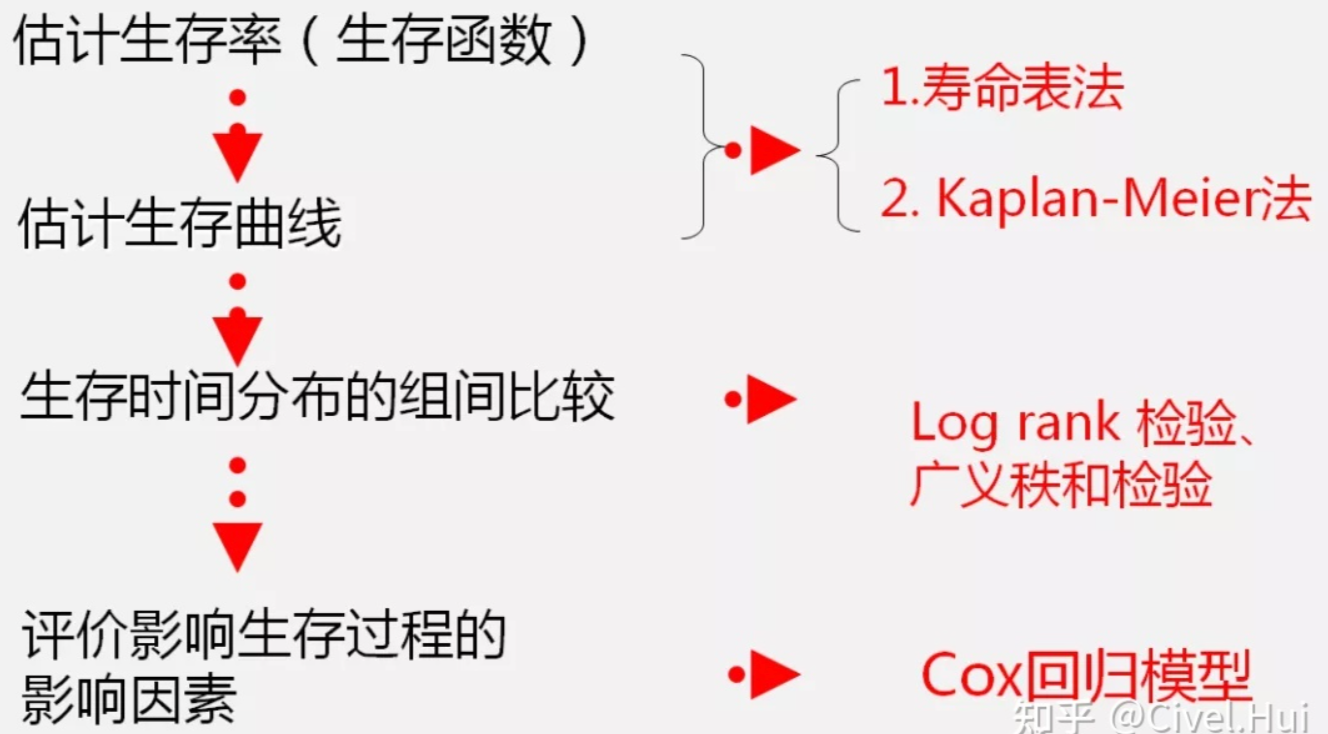 估计生存率（生存函数）
1.寿命表法
2. Kaplan-Meier法
估计生存曲线
生存时间分布的组间比较
Log rank 检验、
广义秩和检验
评价影响生存过程的
影响因素
Cox回归模型
知乎 @Civel.Hui